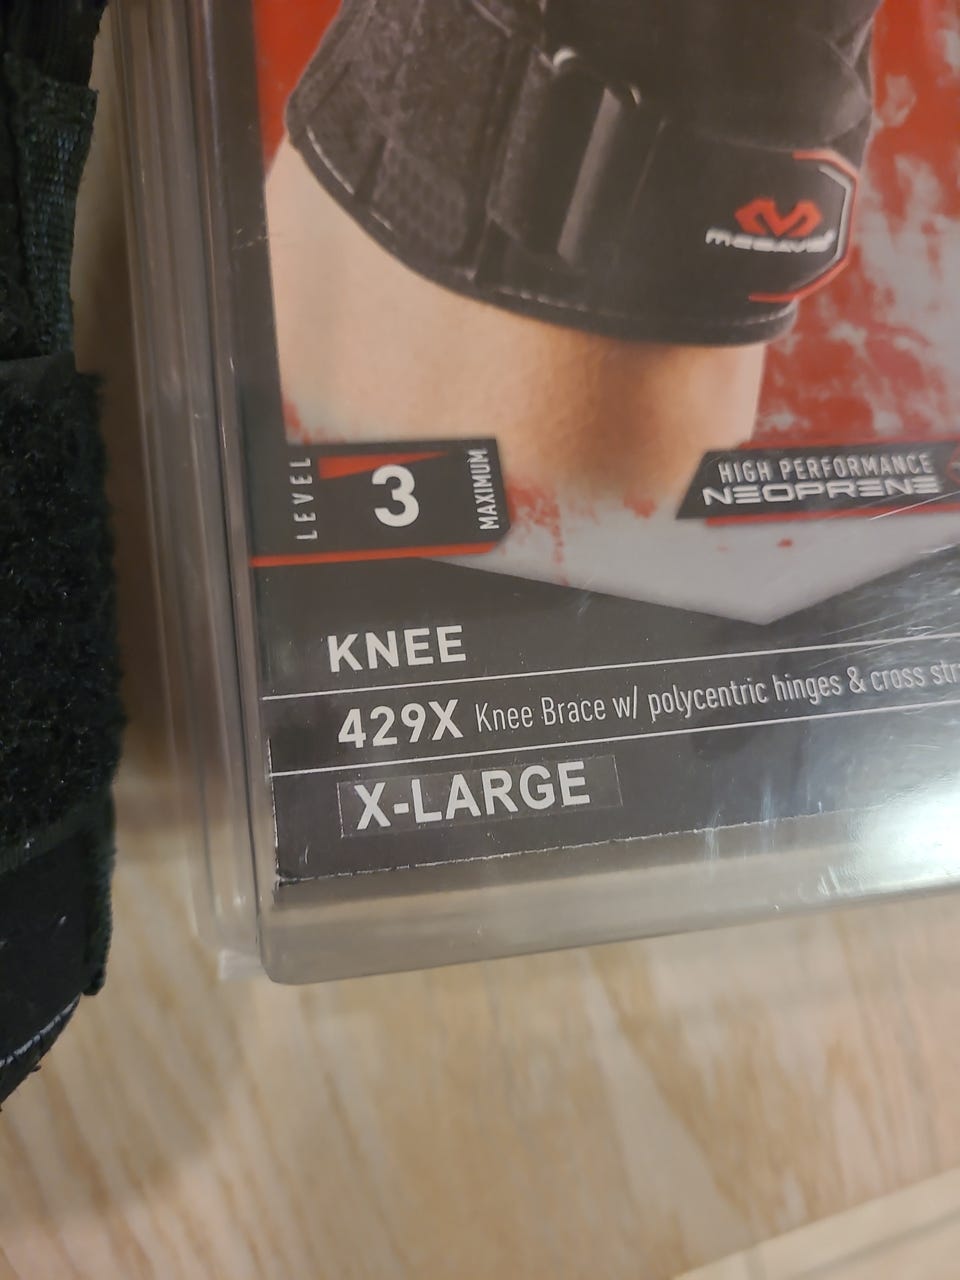 McDAVID
LEVEL 3 MAXIMUM
HIGH PERFORMANCE
NEOPRENE
KNEE
429X Knee Brace w/ polycentric hinges & cross
X-LARGE